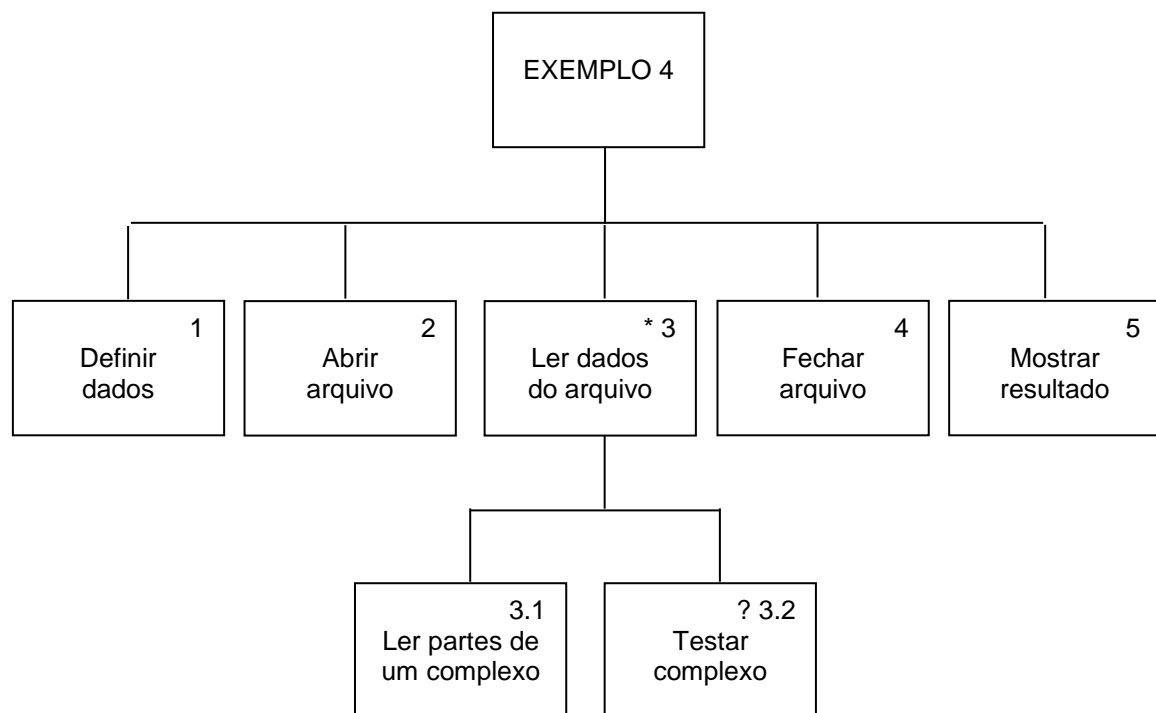 EXEMPLO 4
1
Definir
dados
2
Abrir
arquivo
* 3
Ler dados
do arquivo
4
Fechar
arquivo
5
Mostrar
resultado
3.1
Ler partes de
um complexo
? 3.2
Testar
complexo